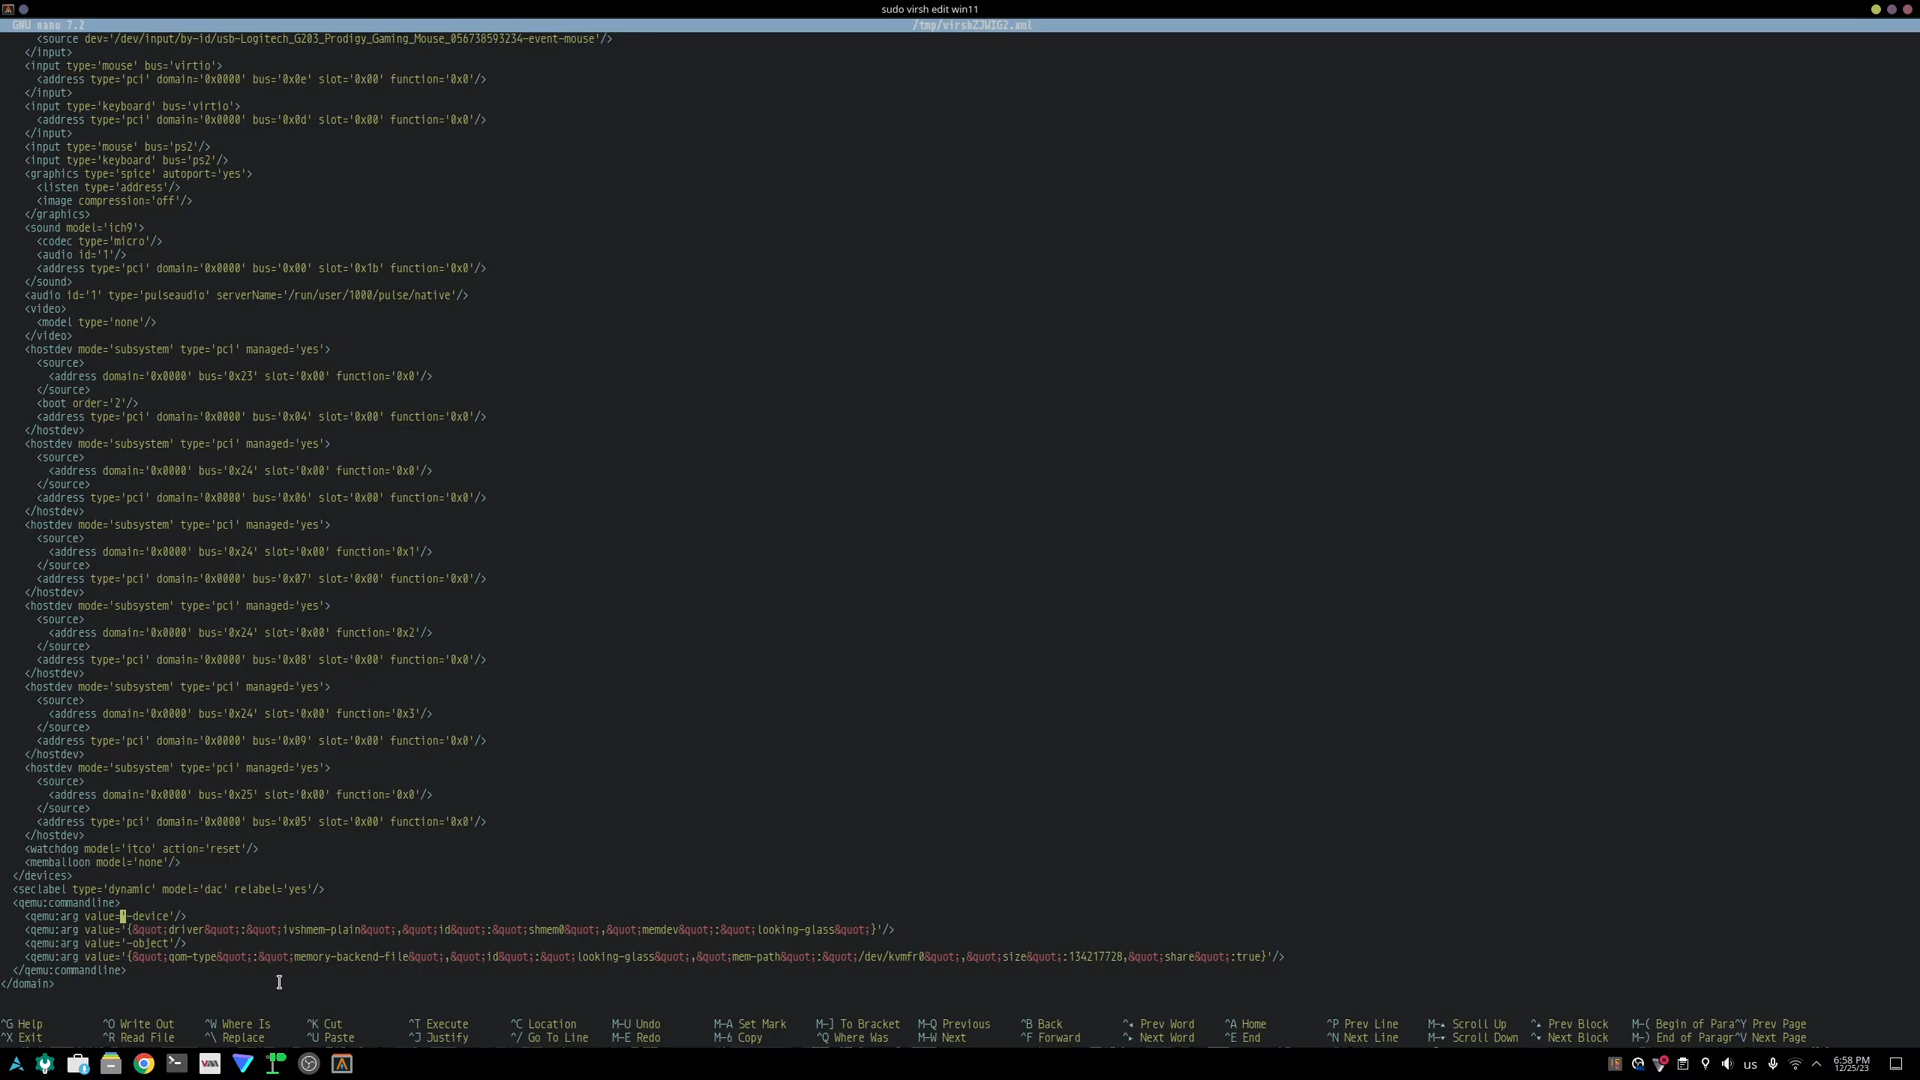 sudo virsh edit win11
GNU nano 7.2 /tmp/virshZJWIG2.xml
<source dev='/dev/input/by-id/usb-Logitech_G203_Prodigy_Gaming_Mouse_056738593234-event-mouse'/>
</input>
<input type='mouse' bus='virtio'>
<address type='pci' domain='0x0000' bus='0x0e' slot='0x00' function='0x0'/>
</input>
<input type='keyboard' bus='virtio'>
<address type='pci' domain='0x0000' bus='0x0d' slot='0x00' function='0x0'/>
</input>
<input type='mouse' bus='ps2'/>
<input type='keyboard' bus='ps2'/>
<graphics type='spice' autoport='yes'>
<listen type='address'/>
<image compression='off'/>
</graphics>
<sound model='ich9'>
<codec type='micro'/>
<audio id='1'/>
<address type='pci' domain='0x0000' bus='0x00' slot='0x1b' function='0x0'/>
</sound>
<audio id='1' type='pulseaudio' serverName='/run/user/1000/pulse/native'/>
<video>
<model type='none'/>
</video>
<hostdev mode='subsystem' type='pci' managed='yes'>
<source>
<address domain='0x0000' bus='0x23' slot='0x00' function='0x0'/>
</source>
<boot order='2'/>
<address type='pci' domain='0x0000' bus='0x04' slot='0x00' function='0x0'/>
</hostdev>
<hostdev mode='subsystem' type='pci' managed='yes'>
<source>
<address domain='0x0000' bus='0x24' slot='0x00' function='0x0'/>
</source>
<address type='pci' domain='0x0000' bus='0x06' slot='0x00' function='0x0'/>
</hostdev>
<hostdev mode='subsystem' type='pci' managed='yes'>
<source>
<address domain='0x0000' bus='0x24' slot='0x00' function='0x1'/>
</source>
<address type='pci' domain='0x0000' bus='0x07' slot='0x00' function='0x0'/>
</hostdev>
<hostdev mode='subsystem' type='pci' managed='yes'>
<source>
<address domain='0x0000' bus='0x24' slot='0x00' function='0x2'/>
</source>
<address type='pci' domain='0x0000' bus='0x08' slot='0x00' function='0x0'/>
</hostdev>
<hostdev mode='subsystem' type='pci' managed='yes'>
<source>
<address domain='0x0000' bus='0x24' slot='0x00' function='0x3'/>
</source>
<address type='pci' domain='0x0000' bus='0x09' slot='0x00' function='0x0'/>
</hostdev>
<hostdev mode='subsystem' type='pci' managed='yes'>
<source>
<address domain='0x0000' bus='0x25' slot='0x00' function='0x0'/>
</source>
<address type='pci' domain='0x0000' bus='0x05' slot='0x00' function='0x0'/>
</hostdev>
<watchdog model='itco' action='reset'/>
<memballoon model='none'/>
</devices>
<seclabel type='dynamic' model='dac' relabel='yes'/>
<qemu:commandline>
<qemu:arg value='-device'/>
<qemu:arg value='{&quot;driver&quot;:&quot;ivshmem-plain&quot;,&quot;id&quot;:&quot;shmem0&quot;,&quot;memdev&quot;:&quot;looking-glass&quot;}'/>
<qemu:arg value='-object'/>
<qemu:arg value='{&quot;qom-type&quot;:&quot;memory-backend-file&quot;,&quot;id&quot;:&quot;looking-glass&quot;,&quot;mem-path&quot;:&quot;/dev/kvmfr0&quot;,&quot;size&quot;:134217728,&quot;share&quot;:true}'/>
</qemu:commandline>
</domain>
^G Help ^O Write Out ^W Where Is ^K Cut ^T Execute ^C Location M-U Undo M-A Set Mark M-] To Bracket M-Q Previous ^B Back ^◂ Prev Word ^A Home ^P Prev Line M-▴ Scroll Up ^▴ Prev Block M-( Begin of Para^Y Prev Page
^X Exit ^R Read File ^\ Replace ^U Paste ^J Justify ^/ Go To Line M-E Redo M-6 Copy ^Q Where Was M-W Next ^F Forward ^▸ Next Word ^E End ^N Next Line M-▾ Scroll Down ^▾ Next Block M-) End of Paragr^V Next Page
us 6:58 PM
12/25/23